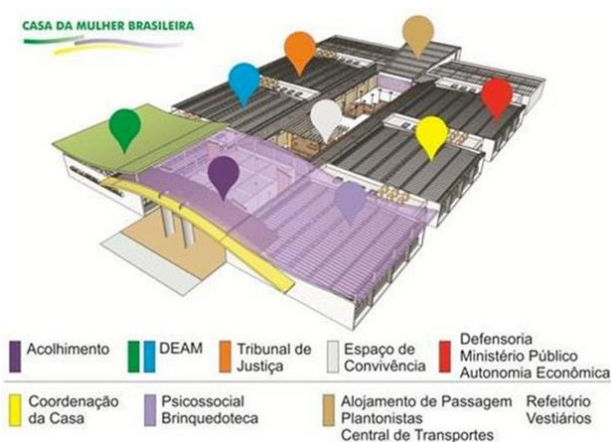 CASA DA MULHER BRASILEIRA
Acolhimento
DEAM
Tribunal de
Justiça
Espaço de
Convivência
Defensoria
Ministério Público
Autonomia Econômica
Coordenação
da Casa
Psicossocial
Brinquedoteca
Alojamento de Passagem
Plantonistas
Central de Transportes
Refeitório
Vestiários